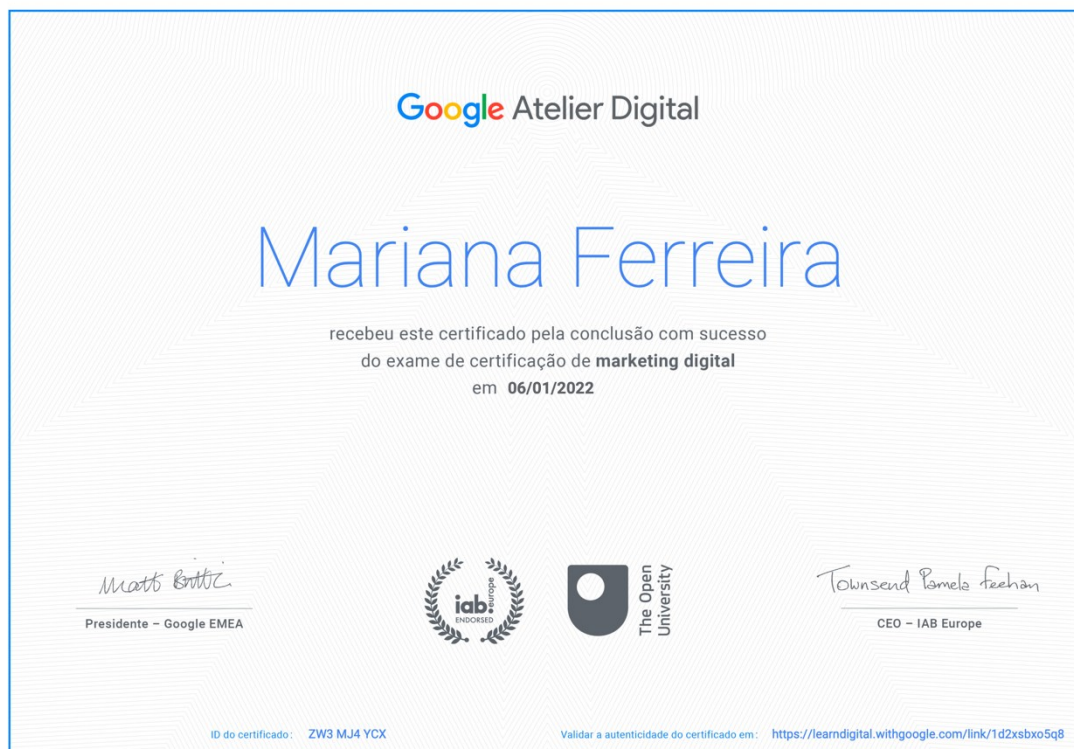 Google Atelier Digital
Mariana Ferreira
recebeu este certificado pela conclusão com sucesso
do exame de certificação de marketing digital
em 06/01/2022
Matt Brittin
Presidente – Google EMEA
iab.europe
ENDORSED
The Open
University
Townsend Pamela Feehan
CEO – IAB Europe
ID do certificado: ZW3 MJ4 YCX
Validar a autenticidade do certificado em: https://learndigital.withgoogle.com/link/1d2xsbxo5q8